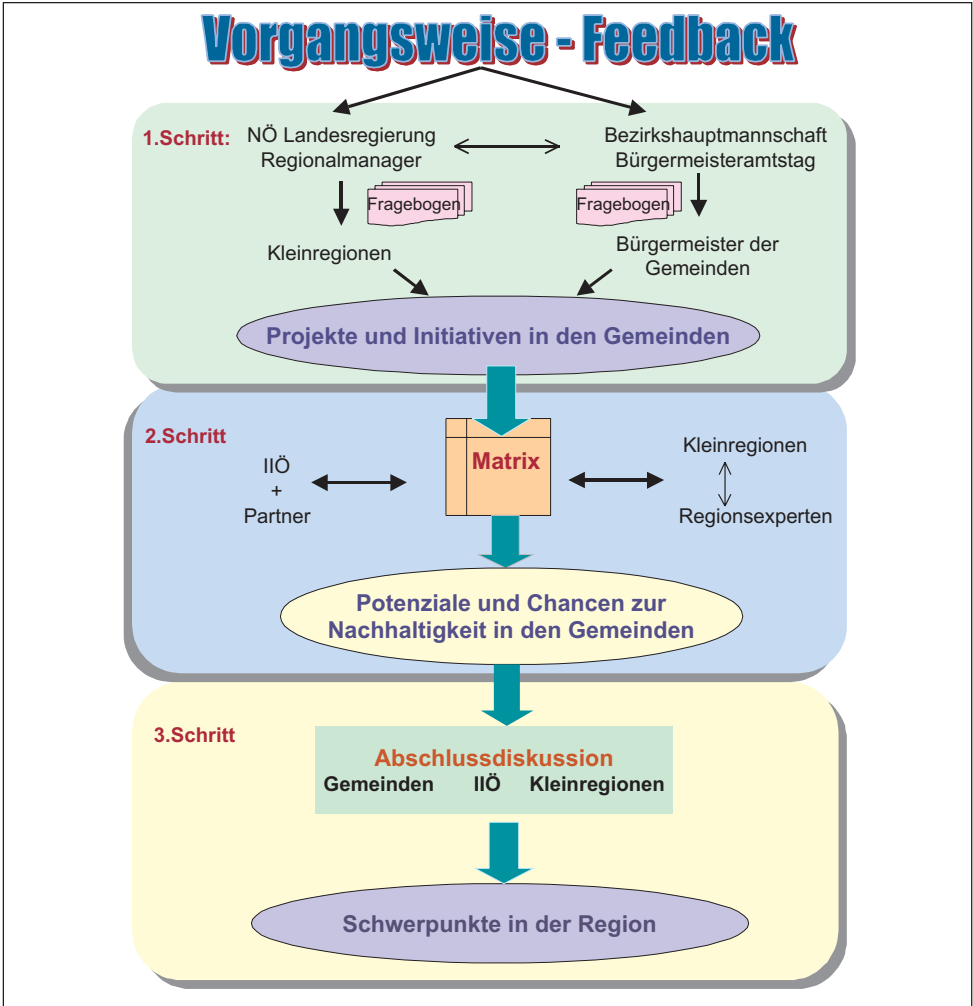 Vorgangsweise - Feedback
1.Schritt:
NÖ Landesregierung
Regionalmanager
Bezirkshauptmannschaft
Bürgermeisteramtstag
Fragebogen
Fragebogen
Kleinregionen
Bürgermeister der
Gemeinden
Projekte und Initiativen in den Gemeinden
2.Schritt
IIÖ
+
Partner
Matrix
Kleinregionen
Regionsexperten
Potenziale und Chancen zur
Nachhaltigkeit in den Gemeinden
3.Schritt
Abschlussdiskussion
Gemeinden IIÖ Kleinregionen
Schwerpunkte in der Region